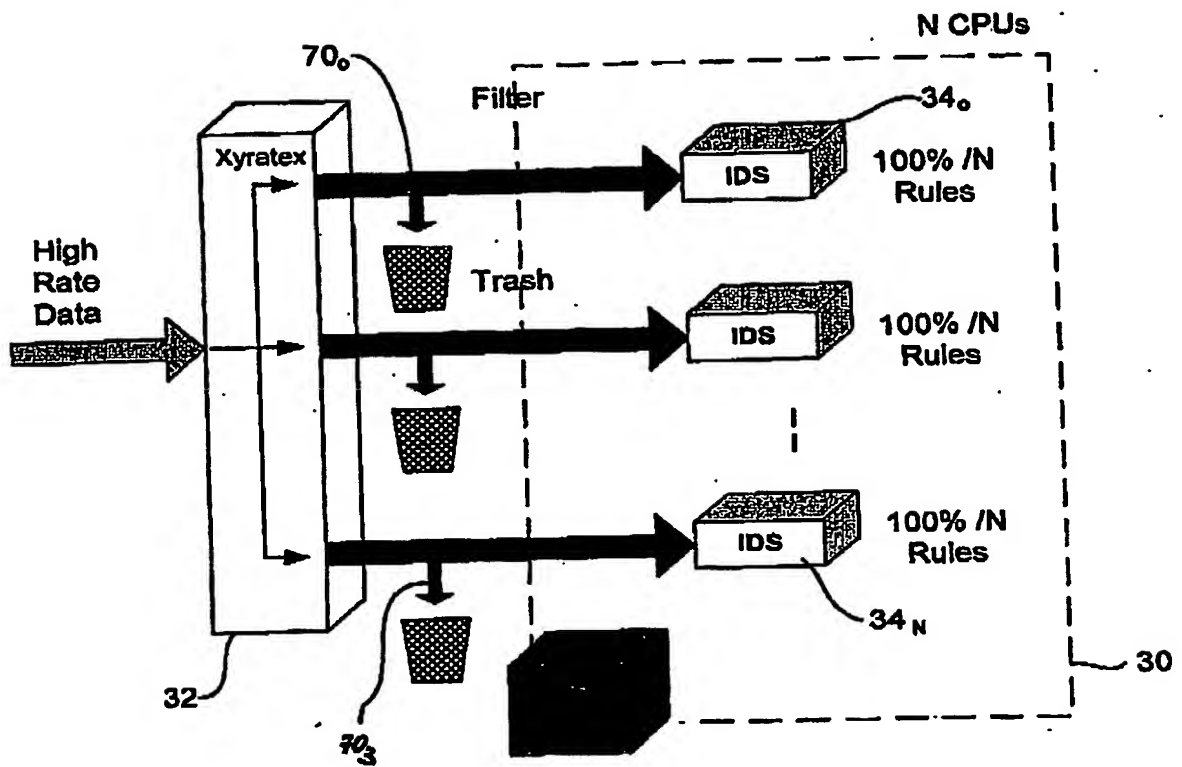 N CPUs
70₀
Filter
34₀
Xyratex
IDS
100% /N
Rules
High
Rate
Data
Trash
IDS
100% /N
Rules
IDS
100% /N
Rules
34N
30
32
70₃